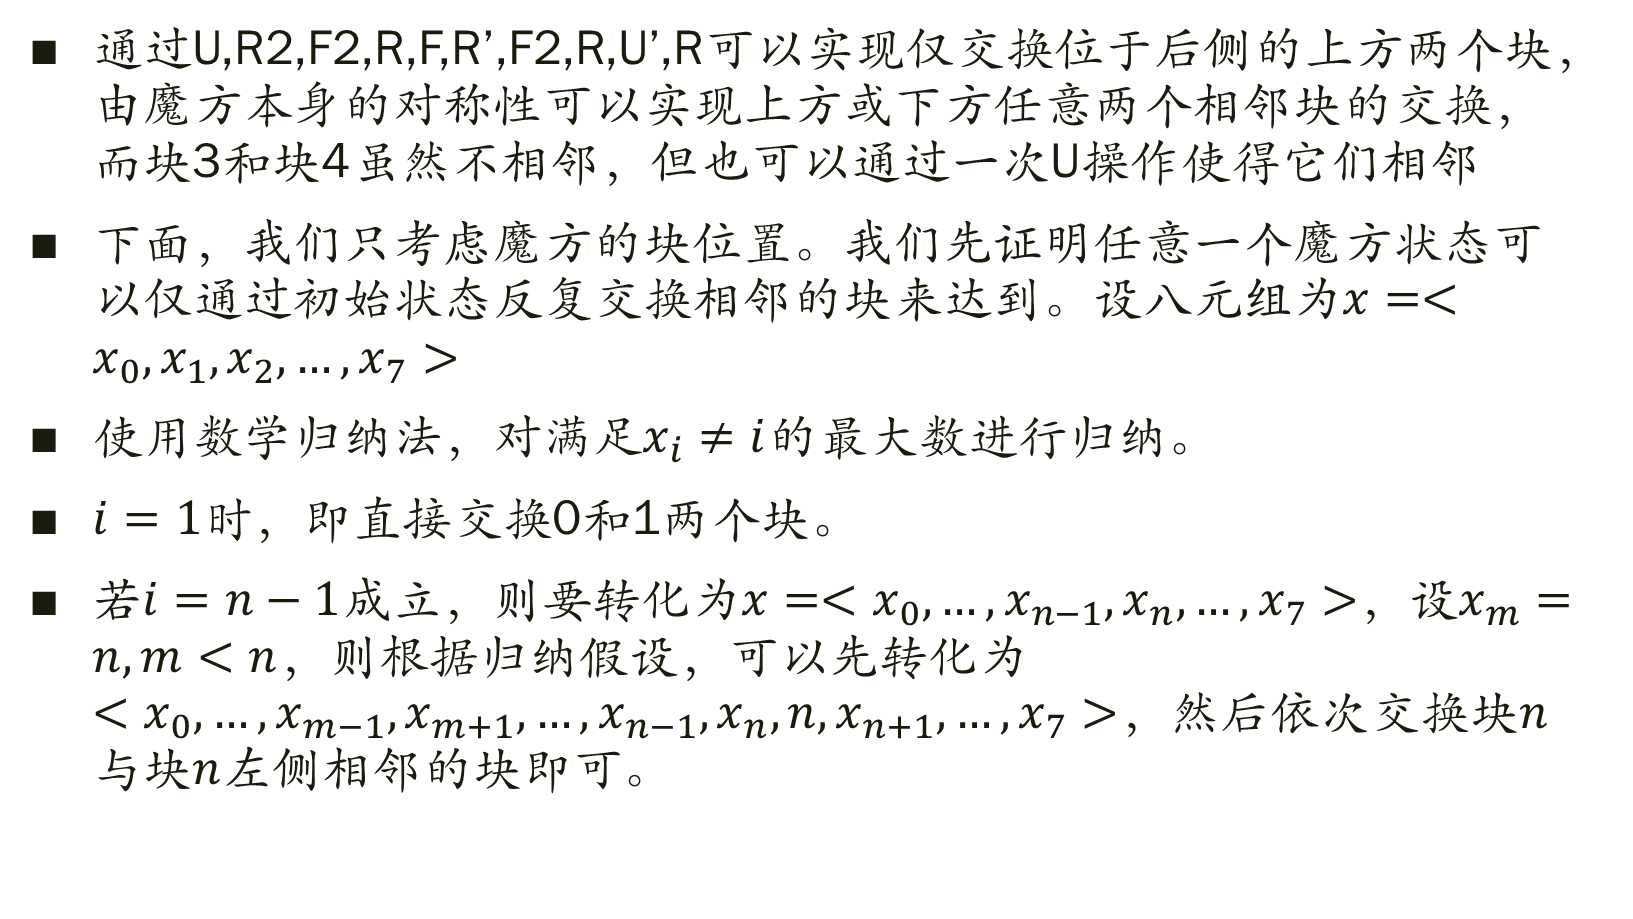 ■ 通过U,R2,F2,R,F,R’,F2,R,U’,R可以实现仅交换位于后侧的上方两个块，
由魔方本身的对称性可以实现上方或下方任意两个相邻块的交换，
而块3和块4虽然不相邻，但也可以通过一次U操作使得它们相邻
■ 下面，我们只考虑魔方的块位置。我们先证明任意一个魔方状态可
以仅通过初始状态反复交换相邻的块来达到。设八元组为x =<
x₀, x₁, x₂, … , x₇ >
■ 使用数学归纳法，对满足xᵢ ≠ i的最大数进行归纳。
■ i = 1时，即直接交换0和1两个块。
■ 若i = n − 1成立，则要转化为x =< x₀, … , xₙ₋₁, xₙ, … , x₇ >，设xₘ =
n, m < n，则根据归纳假设，可以先转化为
< x₀, … , xₘ₋₁, xₘ₊₁, … , xₙ₋₁, xₙ, n, xₙ₊₁, … , x₇ >，然后依次交换块n
与块n左侧相邻的块即可。